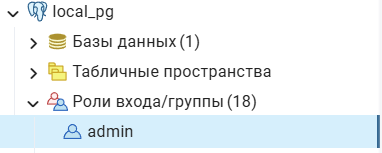 local_pg
Базы данных (1)
Табличные пространства
Роли входа/группы (18)
admin